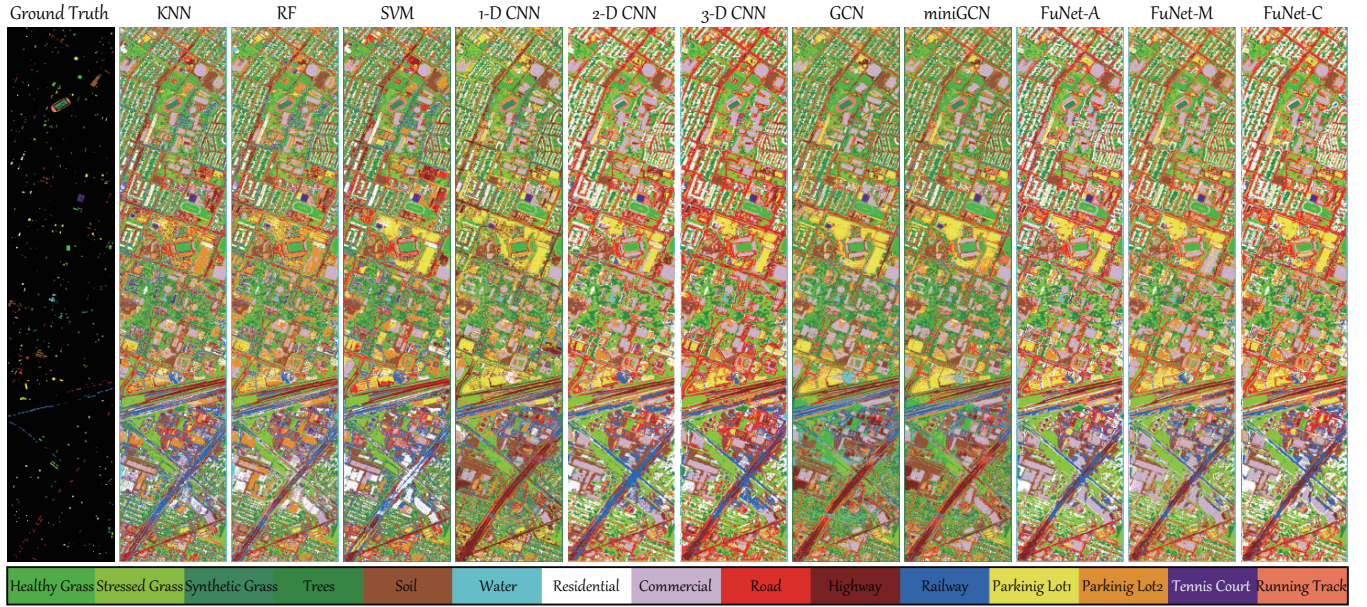 Ground Truth KNN RF SVM 1-D CNN 2-D CNN 3-D CNN GCN miniGCN FuNet-A FuNet-M FuNet-C
Healthy Grass Stressed Grass Synthetic Grass Trees Soil Water Residential Commercial Road Highway Railway Parkinig Lot1 Parkinig Lot2 Tennis Court Running Track